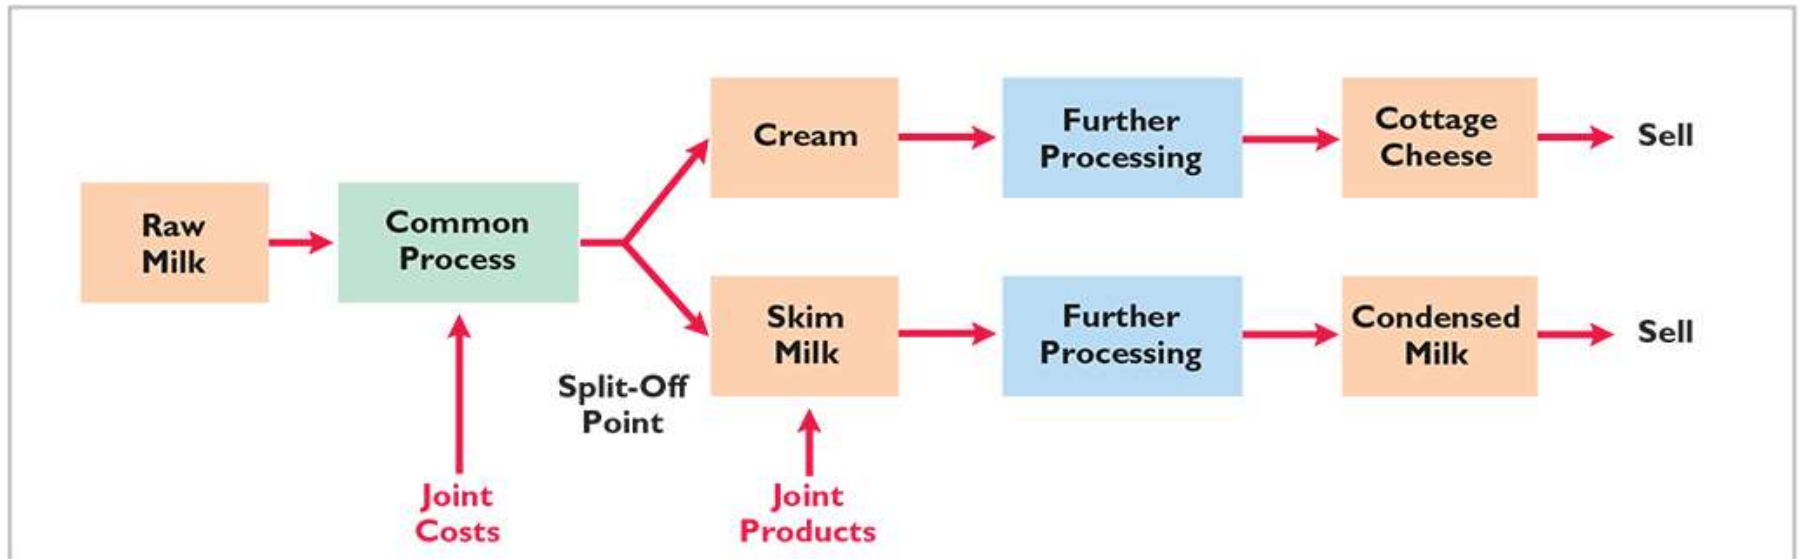 Raw
Milk
Common
Process
Cream
Further
Processing
Cottage
Cheese
Sell
Skim
Milk
Further
Processing
Condensed
Milk
Sell
Split-Off
Point
Joint
Costs
Joint
Products